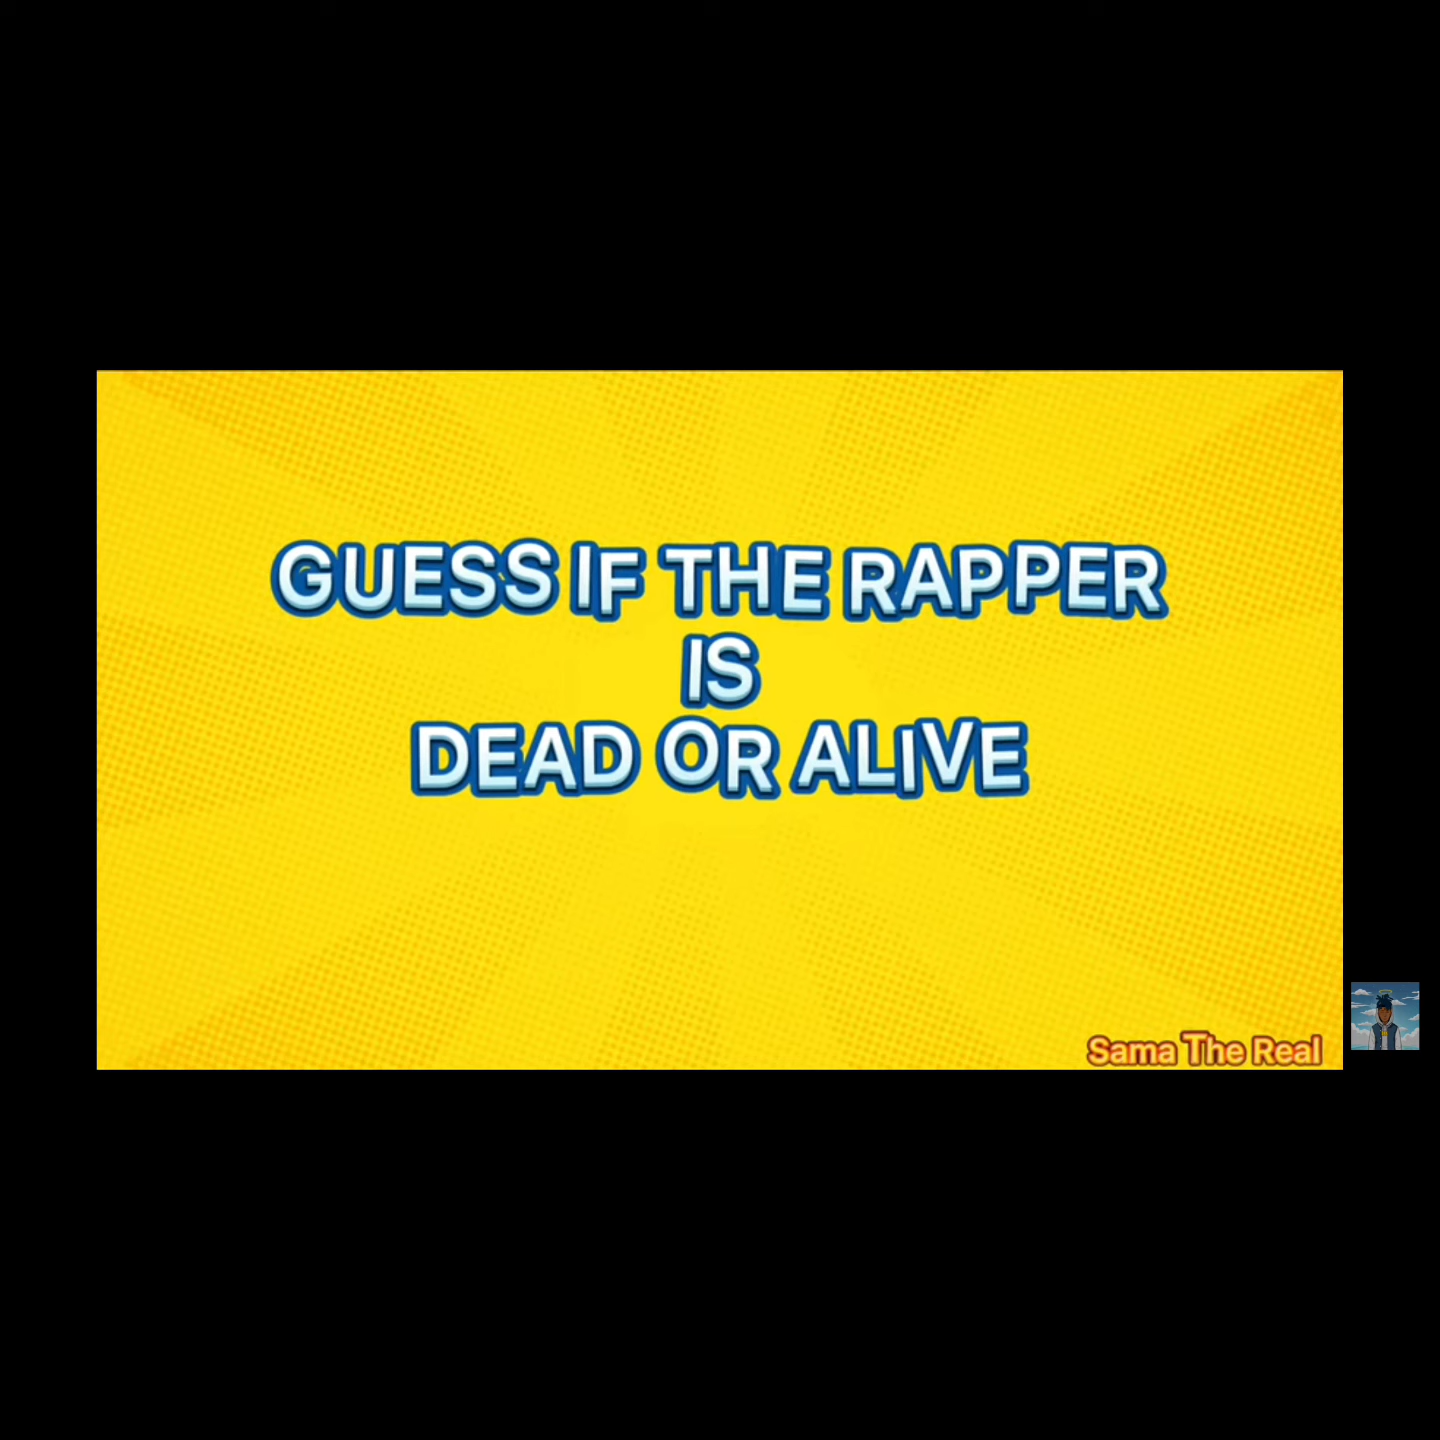 GUESS IF THE RAPPER
IS
DEAD OR ALIVE
Sama The Real